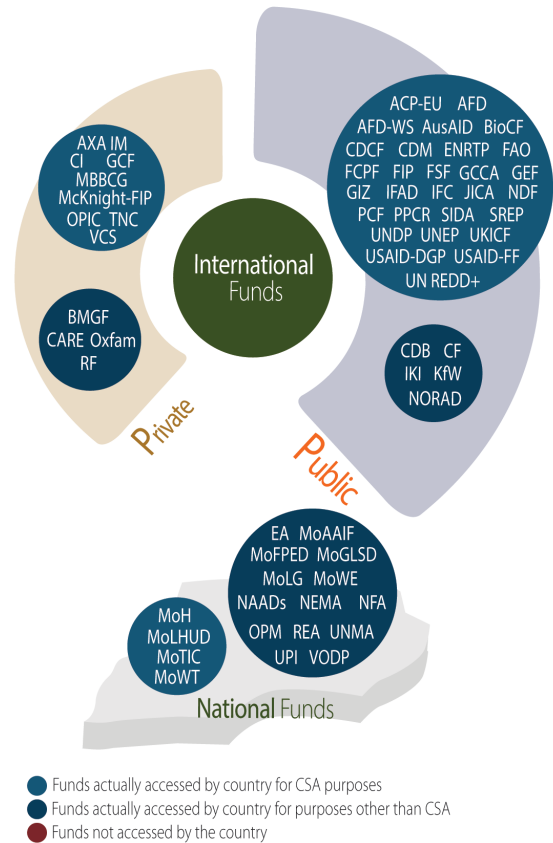 AXA IM
CI GCF
MBBCG
McKnight-FIP
OPIC TNC
VCS
BMGF
CARE Oxfam
RF
Private
International
Funds
ACP-EU AFD
AFD-WS AusAID BioCF
CDCF CDM ENRTP FAO
FCPF FIP FSF GCCA GEF
GIZ IFAD IFC JICA NDF
PCF PPCR SIDA SREP
UNDP UNEP UKICF
USAID-DGP USAID-FF
UN REDD+
CDB CF
IKI KfW
NORAD
Public
EA MoAAIF
MoFPED MoGLSD
MoLG MoWE
NAADs NEMA NFA
OPM REA UNMA
UPI VODP
MoH
MoLHUD
MoTIC
MoWT
National Funds
Funds actually accessed by country for CSA purposes
Funds actually accessed by country for purposes other than CSA
Funds not accessed by the country